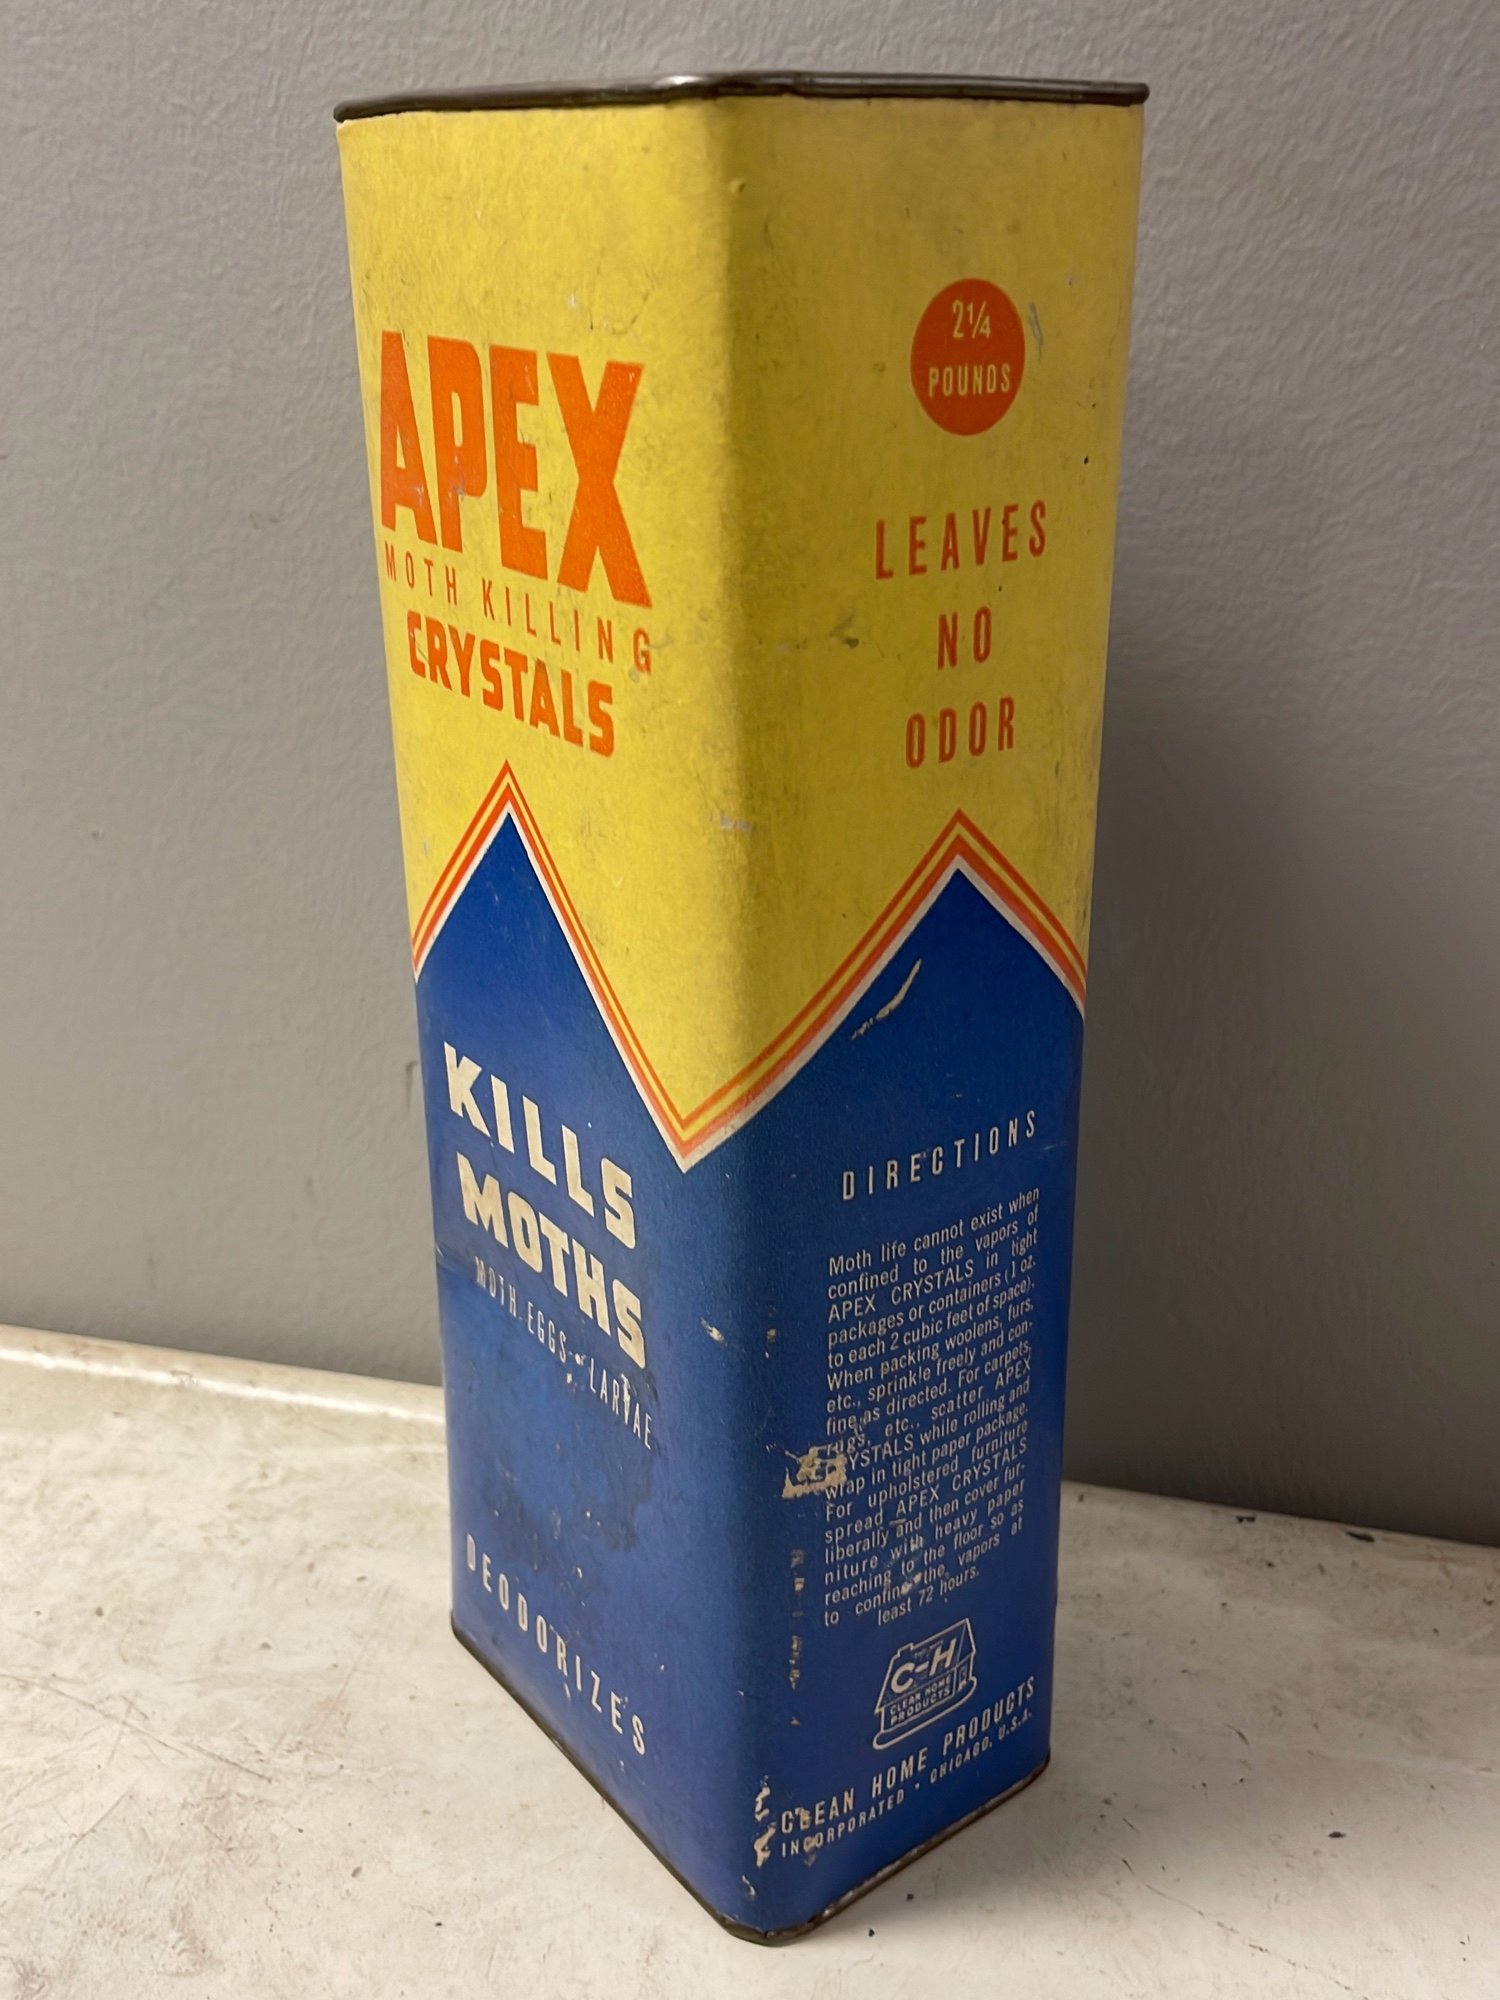 APEX
MOTH KILLING
CRYSTALS
KILLS
MOTHS
MOTH EGGS · LARVAE
DEODORIZES
2¼
POUNDS
LEAVES
NO
ODOR
DIRECTIONS
Moth life cannot exist when
confined to the vapors of
APEX CRYSTALS in tight
packages or containers (1 oz.
to each 2 cubic feet of space).
When packing woolens, furs,
etc., sprinkle freely and con-
fine as directed. For carpets,
rugs, etc., scatter APEX
CRYSTALS while rolling and
wrap in tight paper package.
For upholstered furniture
spread APEX CRYSTALS
liberally and then cover fur-
niture with heavy paper
reaching to the floor so as
to confine the vapors at
least 72 hours.
C-H
CLEAN HOME
PRODUCTS
CLEAN HOME PRODUCTS
INCORPORATED · CHICAGO, U.S.A.